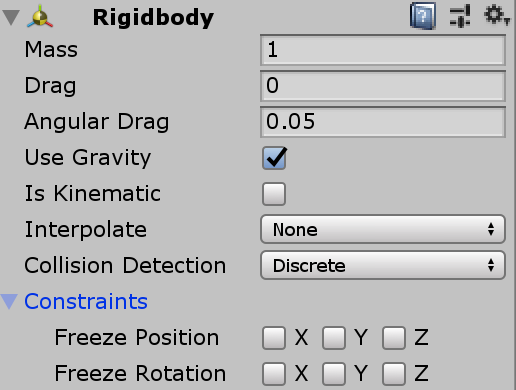 Rigidbody
Mass 1
Drag 0
Angular Drag 0.05
Use Gravity
Is Kinematic
Interpolate None
Collision Detection Discrete
Constraints
Freeze Position X Y Z
Freeze Rotation X Y Z